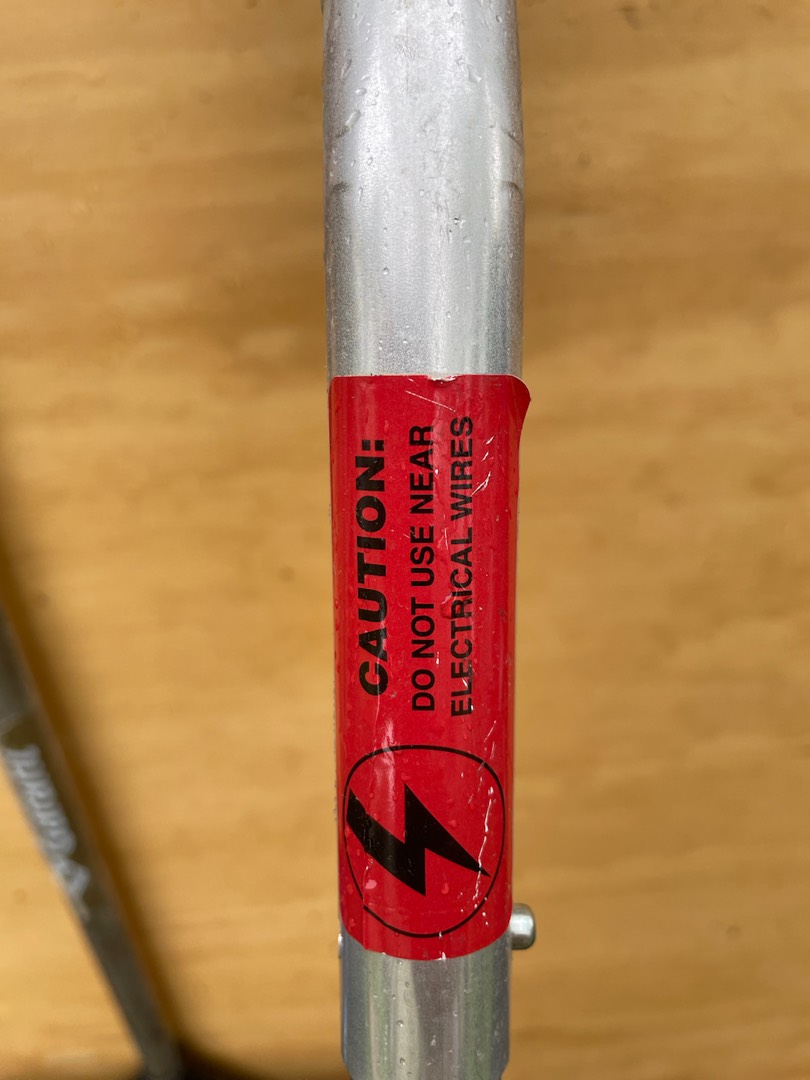 CAUTION:
DO NOT USE NEAR
ELECTRICAL WIRES